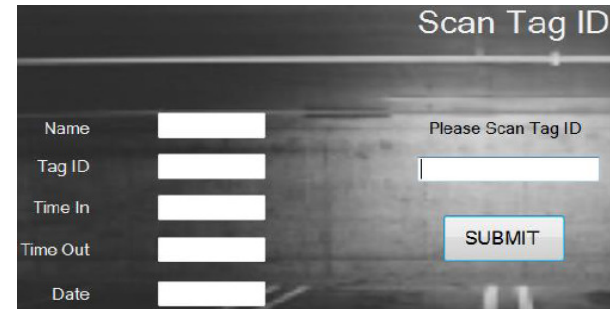 Scan Tag ID
Name
Tag ID
Time In
Time Out
Date
Please Scan Tag ID
SUBMIT